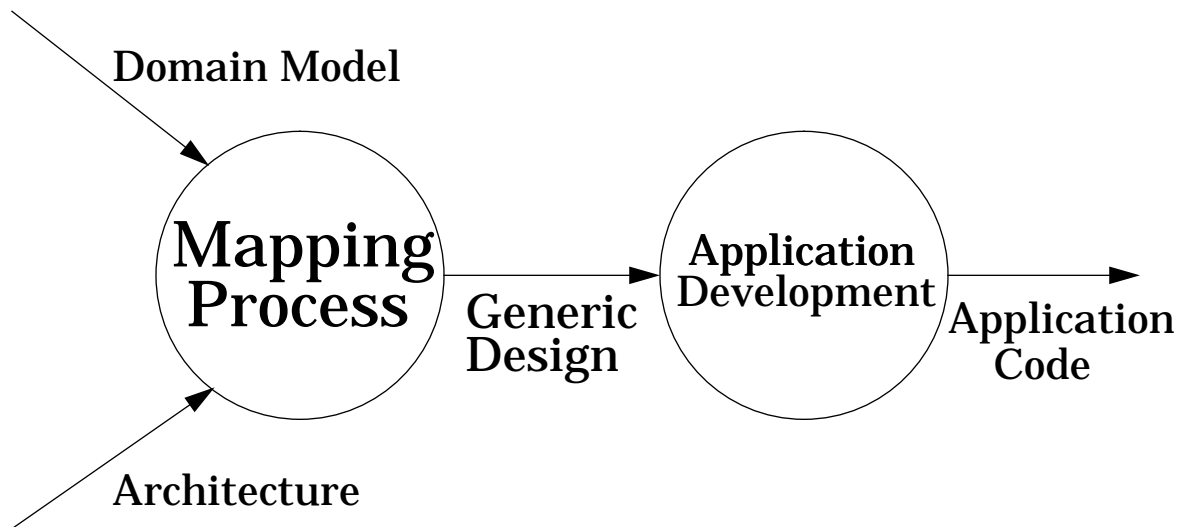 Domain Model
Mapping
Process
Generic
Design
Application
Development
Application
Code
Architecture